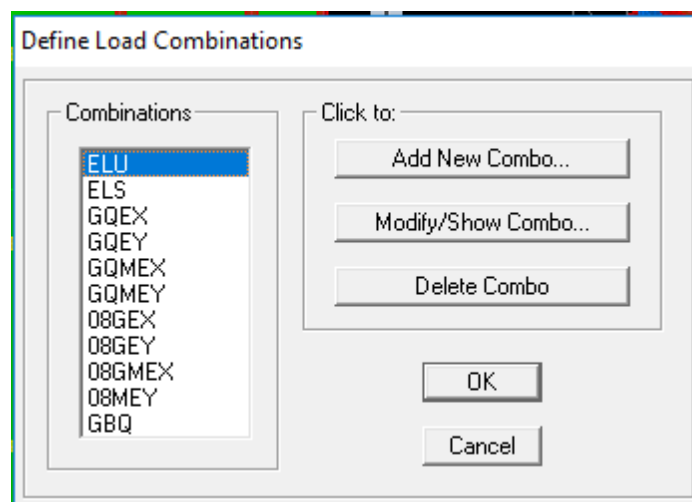 Define Load Combinations
Combinations
ELU
ELS
GQEX
GQEY
GQMEX
GQMEY
08GEX
08GEY
08GMEX
08MEY
GBQ
Click to:
Add New Combo...
Modify/Show Combo...
Delete Combo
OK
Cancel